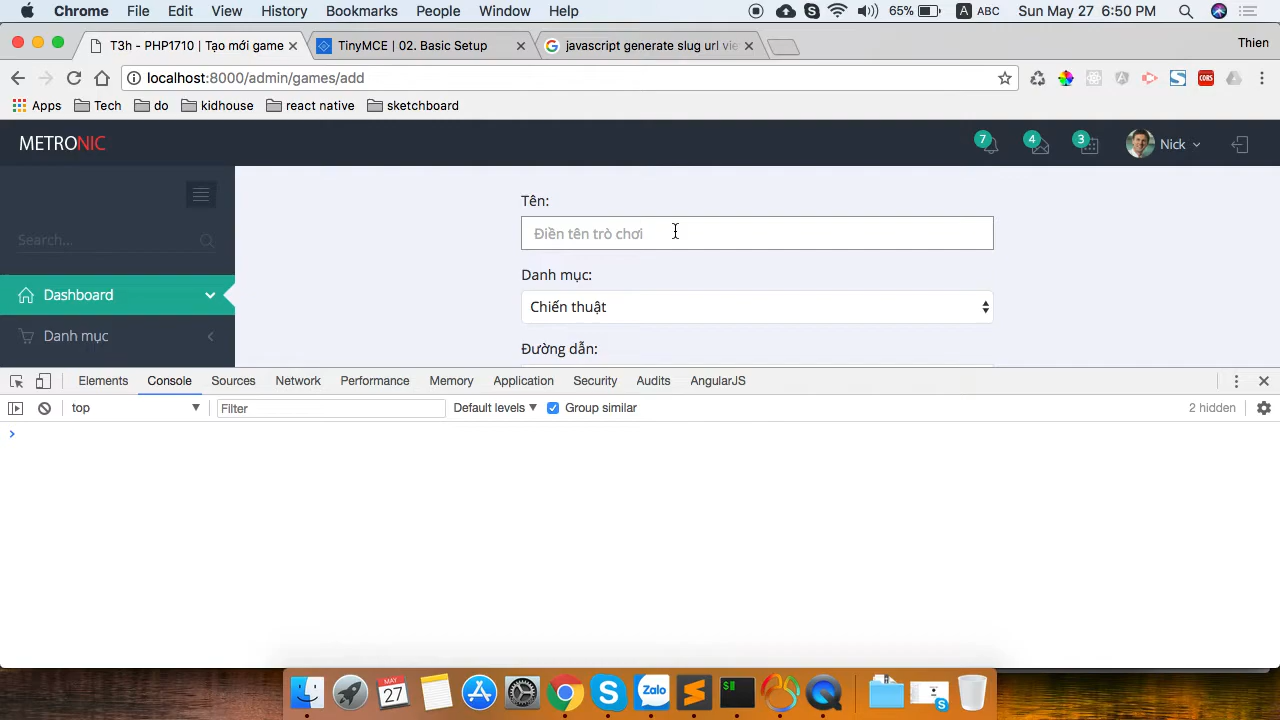 Chrome File Edit View History Bookmarks People Window Help 65% A ABC Sun May 27 6:50 PM
T3h - PHP1710 | Tạo mới game TinyMCE | 02. Basic Setup javascript generate slug url vie Thien
localhost:8000/admin/games/add CORS
Apps Tech do kidhouse react native sketchboard
METRONIC 7 4 3 Nick
Tên:
Search... Điền tên trò chơi
Danh mục:
Dashboard Chiến thuật
Danh mục Đường dẫn:
Elements Console Sources Network Performance Memory Application Security Audits AngularJS
top Filter Default levels Group similar 2 hidden
MAY
27 Zalo